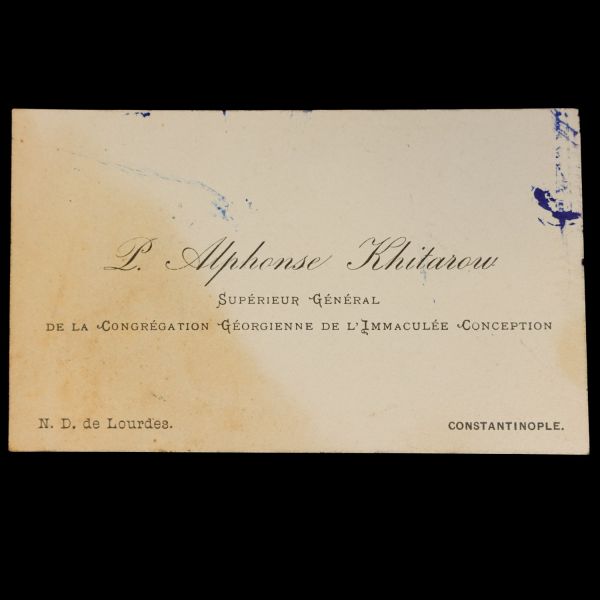 P. Alphonse Khitarow
Supérieur Général
de la Congrégation Géorgienne de l'Immaculée Conception
N. D. de Lourdes.
CONSTANTINOPLE.